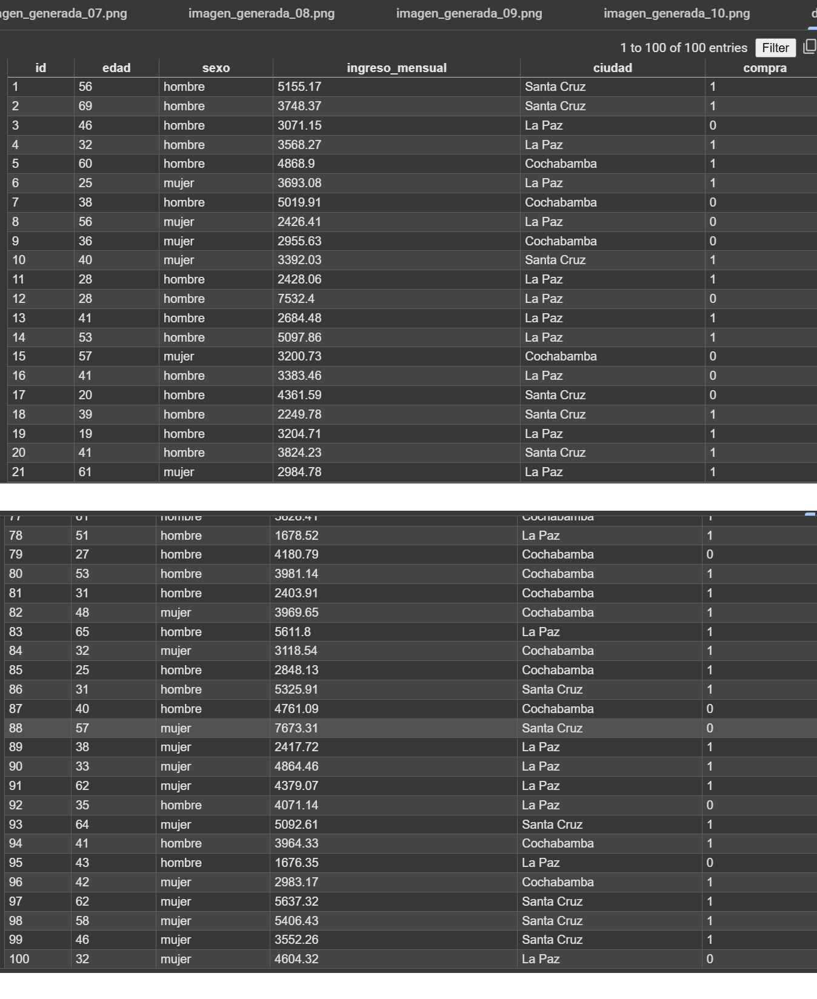 agen_generada_07.png imagen_generada_08.png imagen_generada_09.png imagen_generada_10.png d
1 to 100 of 100 entries Filter
id edad sexo ingreso_mensual ciudad compra
1 56 hombre 5155.17 Santa Cruz 1
2 69 hombre 3748.37 Santa Cruz 1
3 46 hombre 3071.15 La Paz 0
4 32 hombre 3568.27 La Paz 1
5 60 hombre 4868.9 Cochabamba 1
6 25 mujer 3693.08 La Paz 1
7 38 hombre 5019.91 Cochabamba 0
8 56 mujer 2426.41 La Paz 0
9 36 mujer 2955.63 Cochabamba 0
10 40 mujer 3392.03 Santa Cruz 1
11 28 hombre 2428.06 La Paz 1
12 28 hombre 7532.4 La Paz 0
13 41 hombre 2684.48 La Paz 1
14 53 hombre 5097.86 La Paz 1
15 57 mujer 3200.73 Cochabamba 0
16 41 hombre 3383.46 La Paz 0
17 20 hombre 4361.59 Santa Cruz 0
18 39 hombre 2249.78 Santa Cruz 1
19 19 hombre 3204.71 La Paz 1
20 41 hombre 3824.23 Santa Cruz 1
21 61 mujer 2984.78 La Paz 1
77 61 hombre Cochabamba 1
78 51 hombre 1678.52 La Paz 1
79 27 hombre 4180.79 Cochabamba 0
80 53 hombre 3981.14 Cochabamba 1
81 31 hombre 2403.91 Cochabamba 1
82 48 mujer 3969.65 Cochabamba 1
83 65 hombre 5611.8 La Paz 1
84 32 mujer 3118.54 Cochabamba 1
85 25 hombre 2848.13 Cochabamba 1
86 31 hombre 5325.91 Santa Cruz 1
87 40 hombre 4761.09 Cochabamba 0
88 57 mujer 7673.31 Santa Cruz 0
89 38 mujer 2417.72 La Paz 1
90 33 mujer 4864.46 La Paz 1
91 62 mujer 4379.07 La Paz 1
92 35 hombre 4071.14 La Paz 0
93 64 mujer 5092.61 Santa Cruz 1
94 41 hombre 3964.33 Cochabamba 1
95 43 hombre 1676.35 La Paz 0
96 42 mujer 2983.17 Cochabamba 1
97 62 mujer 5637.32 Santa Cruz 1
98 58 mujer 5406.43 Santa Cruz 1
99 46 mujer 3552.26 Santa Cruz 1
100 32 mujer 4604.32 La Paz 0